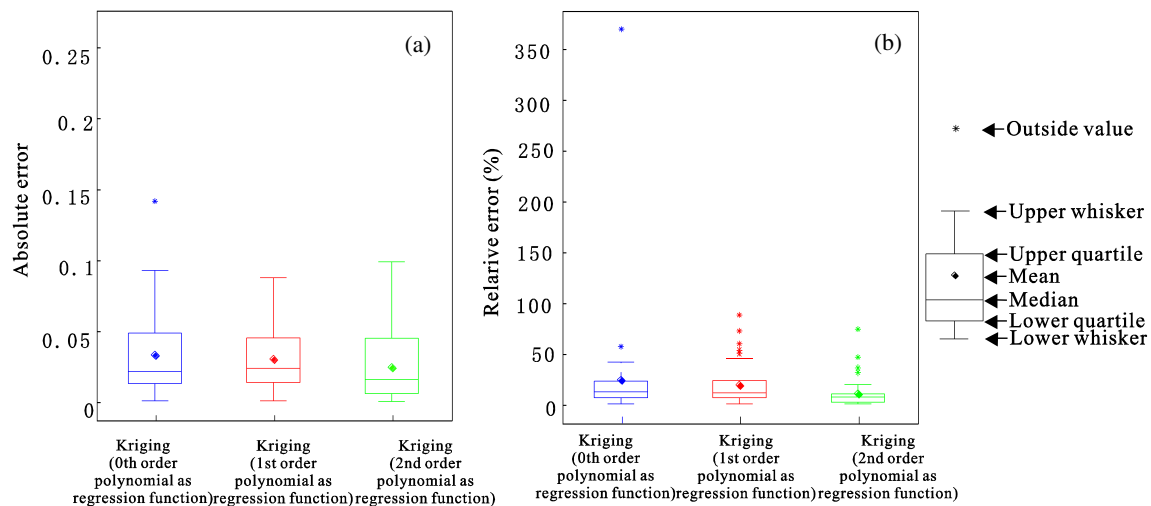 (a)
Absolute error
0.25
0.2
0.15
0.1
0.05
0
Kriging
(0th order
polynomial as
regression function)
Kriging
(1st order
polynomial as
regression function)
Kriging
(2nd order
polynomial as
regression function)
(b)
Relarive error (%)
350
300
250
200
150
100
50
0
Kriging
(0th order
polynomial as
regression function)
Kriging
(1st order
polynomial as
regression function)
Kriging
(2nd order
polynomial as
regression function)
Outside value
Upper whisker
Upper quartile
Mean
Median
Lower quartile
Lower whisker